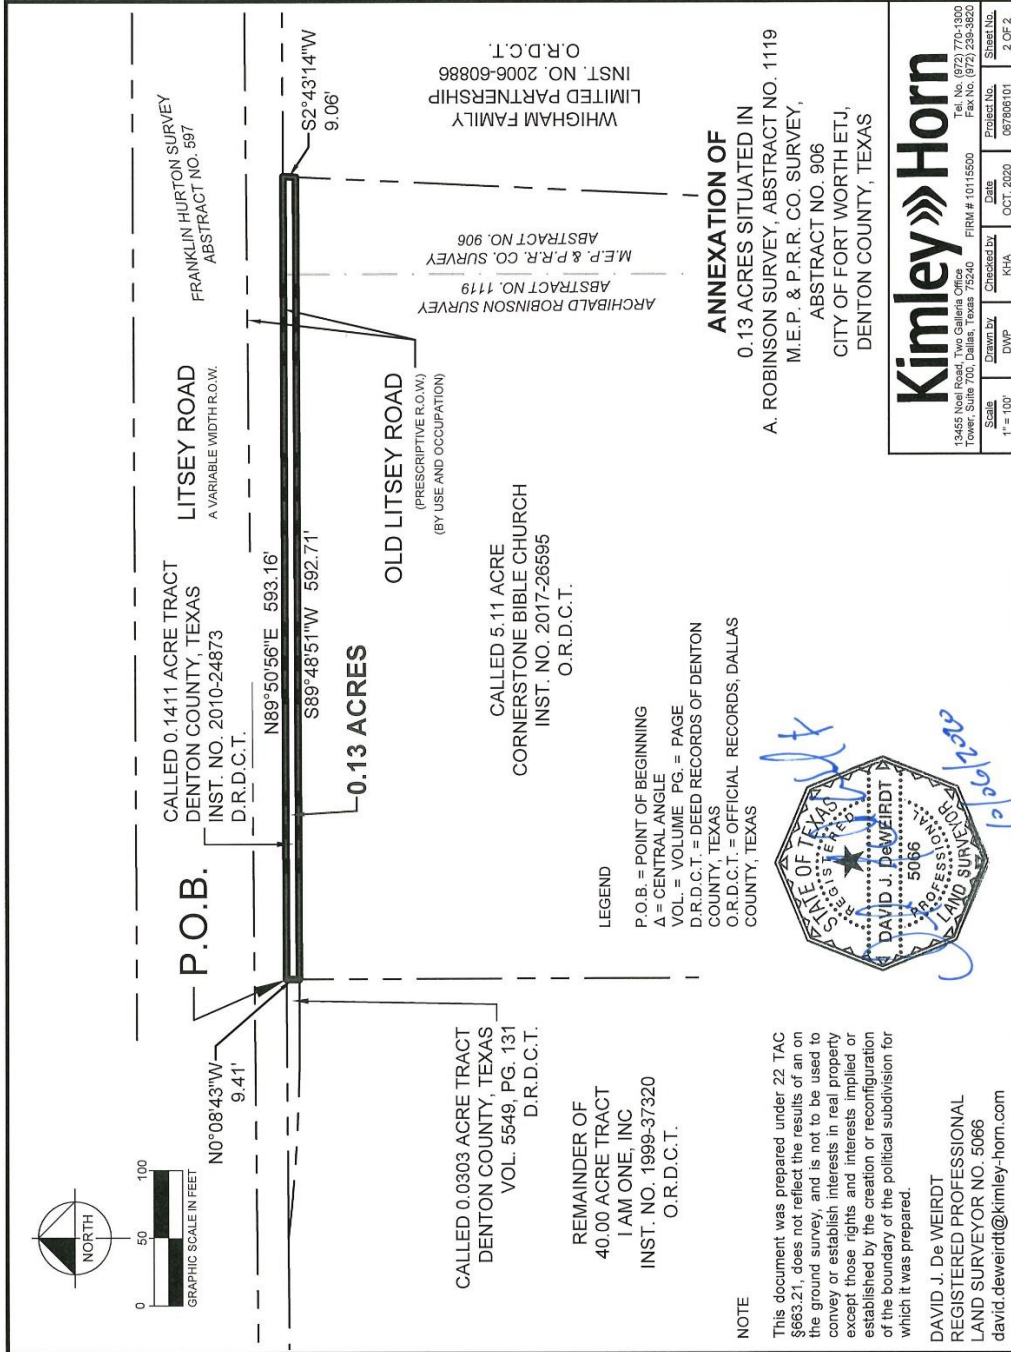 NORTH
0 50 100
GRAPHIC SCALE IN FEET
N0°08'43"W
9.41'
P.O.B.
CALLED 0.1411 ACRE TRACT
DENTON COUNTY, TEXAS
INST. NO. 2010-24873
D.R.D.C.T.
LITSEY ROAD
A VARIABLE WIDTH R.O.W.
FRANKLIN HURTON SURVEY
ABSTRACT NO. 597
N89°50'56"E 593.16'
S89°48'51"W 592.71'
S2°43'14"W
9.06'
0.13 ACRES
OLD LITSEY ROAD
(PRESCRIPTIVE R.O.W.)
(BY USE AND OCCUPATION)
ARCHIBALD ROBINSON SURVEY
ABSTRACT NO. 1119
M.E.P. & P.R.R. CO. SURVEY
ABSTRACT NO. 906
WHIGHAM FAMILY
LIMITED PARTNERSHIP
INST. NO. 2006-60886
O.R.D.C.T.
CALLED 0.0303 ACRE TRACT
DENTON COUNTY, TEXAS
VOL. 5549, PG. 131
D.R.D.C.T.
REMAINDER OF
40.00 ACRE TRACT
I AM ONE, INC
INST. NO. 1999-37320
O.R.D.C.T.
CALLED 5.11 ACRE
CORNERSTONE BIBLE CHURCH
INST. NO. 2017-26595
O.R.D.C.T.
LEGEND
P.O.B. = POINT OF BEGINNING
Δ = CENTRAL ANGLE
VOL. = VOLUME PG. = PAGE
D.R.D.C.T. = DEED RECORDS OF DENTON
COUNTY, TEXAS
O.R.D.C.T. = OFFICIAL RECORDS, DALLAS
COUNTY, TEXAS
NOTE
This document was prepared under 22 TAC
§663.21, does not reflect the results of an on
the ground survey, and is not to be used to
convey or establish interests in real property
except those rights and interests implied or
established by the creation or reconfiguration
of the boundary of the political subdivision for
which it was prepared.
DAVID J. De WEIRDT
REGISTERED PROFESSIONAL
LAND SURVEYOR NO. 5066
david.deweirdt@kimley-horn.com
STATE OF TEXAS
REGISTERED
DAVID J. DeWEIRDT
5066
PROFESSIONAL
LAND SURVEYOR
ANNEXATION OF
0.13 ACRES SITUATED IN
A. ROBINSON SURVEY, ABSTRACT NO. 1119
M.E.P. & P.R.R. CO. SURVEY,
ABSTRACT NO. 906
CITY OF FORT WORTH ETJ,
DENTON COUNTY, TEXAS
Kimley»Horn
13455 Noel Road, Two Galleria Office
Tower, Suite 700, Dallas, Texas 75240 FIRM # 10115500
Tel. No. (972) 770-1300
Fax No. (972) 239-3820
Scale Drawn by Checked by Date Project No. Sheet No.
1" = 100' DWP KHA OCT. 2020 067806101 2 OF 2